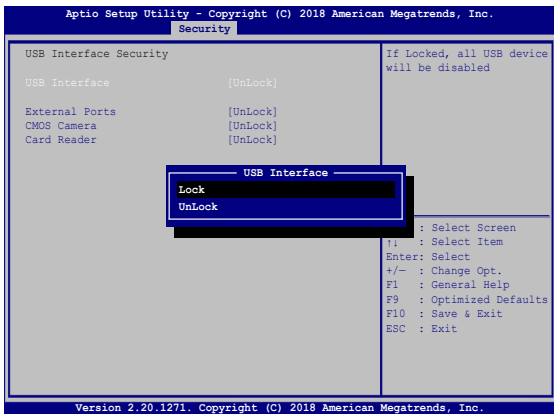 Aptio Setup Utility - Copyright (C) 2018 American Megatrends, Inc.
Security
USB Interface Security
USB Interface [UnLock]
External Ports [UnLock]
CMOS Camera [UnLock]
Card Reader [UnLock]
If Locked, all USB device
will be disabled
USB Interface
Lock
UnLock
: Select Screen
↑↓ : Select Item
Enter: Select
+/— : Change Opt.
F1 : General Help
F9 : Optimized Defaults
F10 : Save & Exit
ESC : Exit
Version 2.20.1271. Copyright (C) 2018 American Megatrends, Inc.